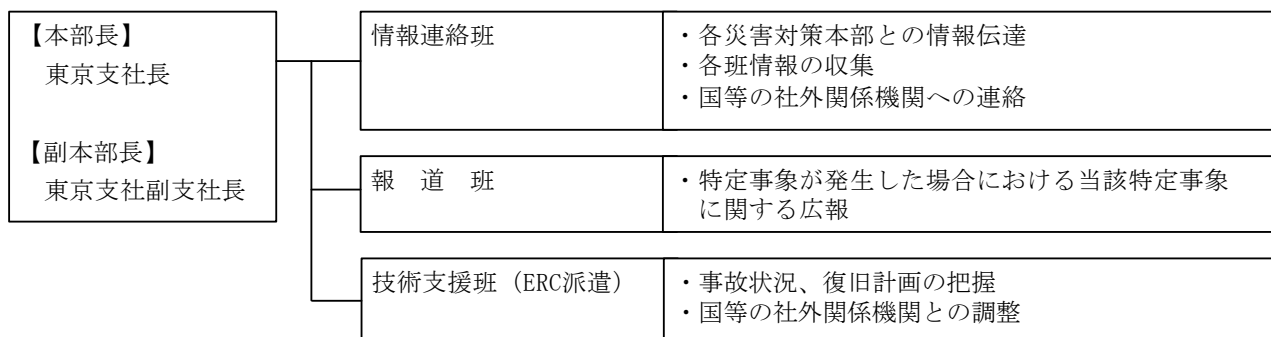 【本部長】
東京支社長
【副本部長】
東京支社副支社長
情報連絡班
・各災害対策本部との情報伝達
・各班情報の収集
・国等の社外関係機関への連絡
報　道　班
・特定事象が発生した場合における当該特定事象
に関する広報
技術支援班（ERC派遣）
・事故状況、復旧計画の把握
・国等の社外関係機関との調整